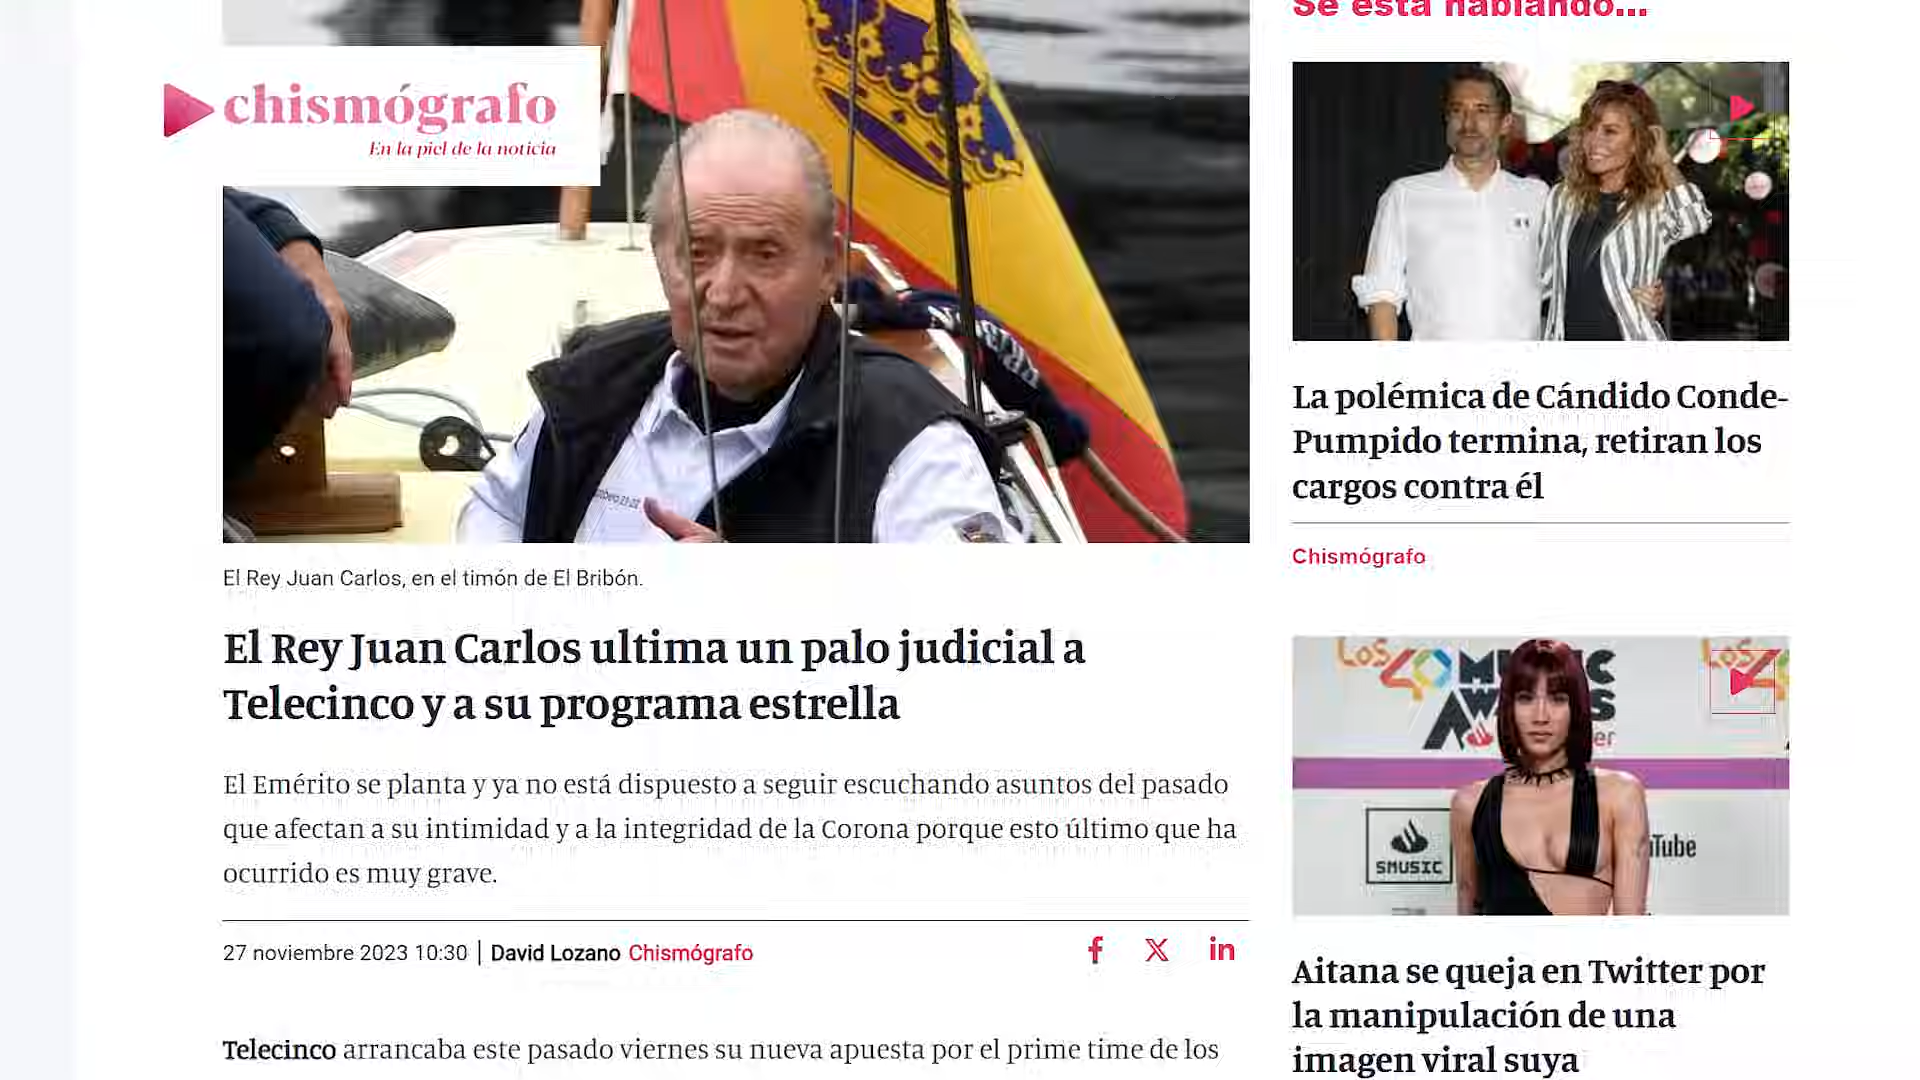 chismógrafo
En la piel de la noticia
El Rey Juan Carlos, en el timón de El Bribón.
El Rey Juan Carlos ultima un palo judicial a
Telecinco y a su programa estrella
El Emérito se planta y ya no está dispuesto a seguir escuchando asuntos del pasado
que afectan a su intimidad y a la integridad de la Corona porque esto último que ha
ocurrido es muy grave.
27 noviembre 2023 10:30 | David Lozano Chismógrafo
Telecinco arrancaba este pasado viernes su nueva apuesta por el prime time de los
Se está hablando...
La polémica de Cándido Conde-
Pumpido termina, retiran los
cargos contra él
Chismógrafo
LOS
SMUSIC
Aitana se queja en Twitter por
la manipulación de una
imagen viral suya